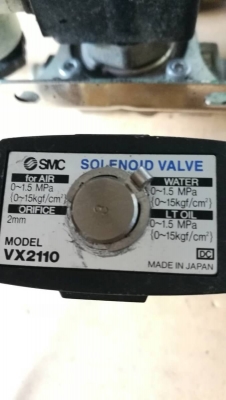 SMC SOLENOID VALVE
for AIR
0~1.5 MPa
{0~15kgf/cm²}
ORIFICE
2mm
WATER
0~1.5 MPa
{0~15kgf/cm²}
LT OIL
0~1.5 MPa
{0~15kgf/cm²}
MODEL
VX2110
DC
MADE IN JAPAN